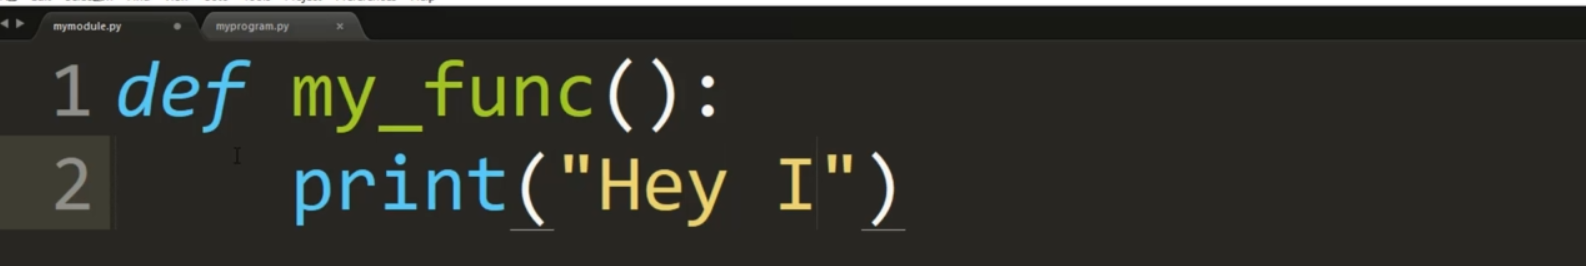 mymodule.py
myprogram.py
1 def my_func():
2 print("Hey I")